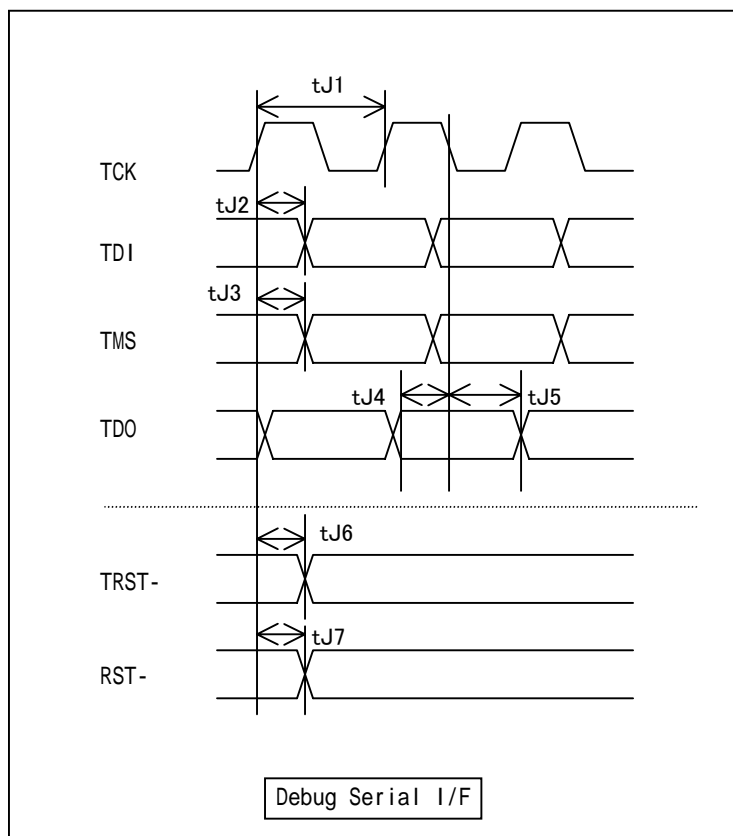 tJ1
TCK
tJ2
TDI
tJ3
TMS
tJ4 tJ5
TDO
tJ6
TRST-
tJ7
RST-
Debug Serial I/F